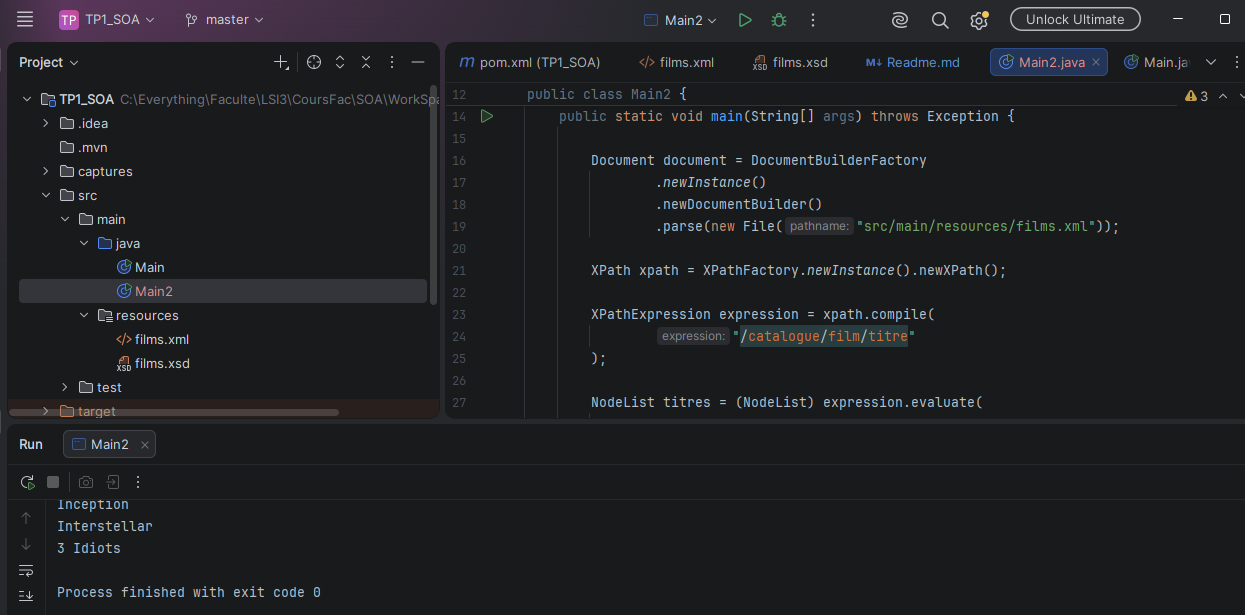 TP TP1_SOA master Main2 Unlock Ultimate
Project
TP1_SOA C:\Everything\Faculte\LSI3\CoursFac\SOA\WorkSpa
.idea
.mvn
captures
src
main
java
Main
Main2
resources
films.xml
films.xsd
test
target
pom.xml (TP1_SOA) films.xml films.xsd Readme.md Main2.java Main.ja
12 public class Main2 { 3
14 public static void main(String[] args) throws Exception {
15
16 Document document = DocumentBuilderFactory
17 .newInstance()
18 .newDocumentBuilder()
19 .parse(new File( pathname: "src/main/resources/films.xml"));
20
21 XPath xpath = XPathFactory.newInstance().newXPath();
22
23 XPathExpression expression = xpath.compile(
24 expression: "/catalogue/film/titre"
25 );
26
27 NodeList titres = (NodeList) expression.evaluate(
Run Main2
Inception
Interstellar
3 Idiots
Process finished with exit code 0